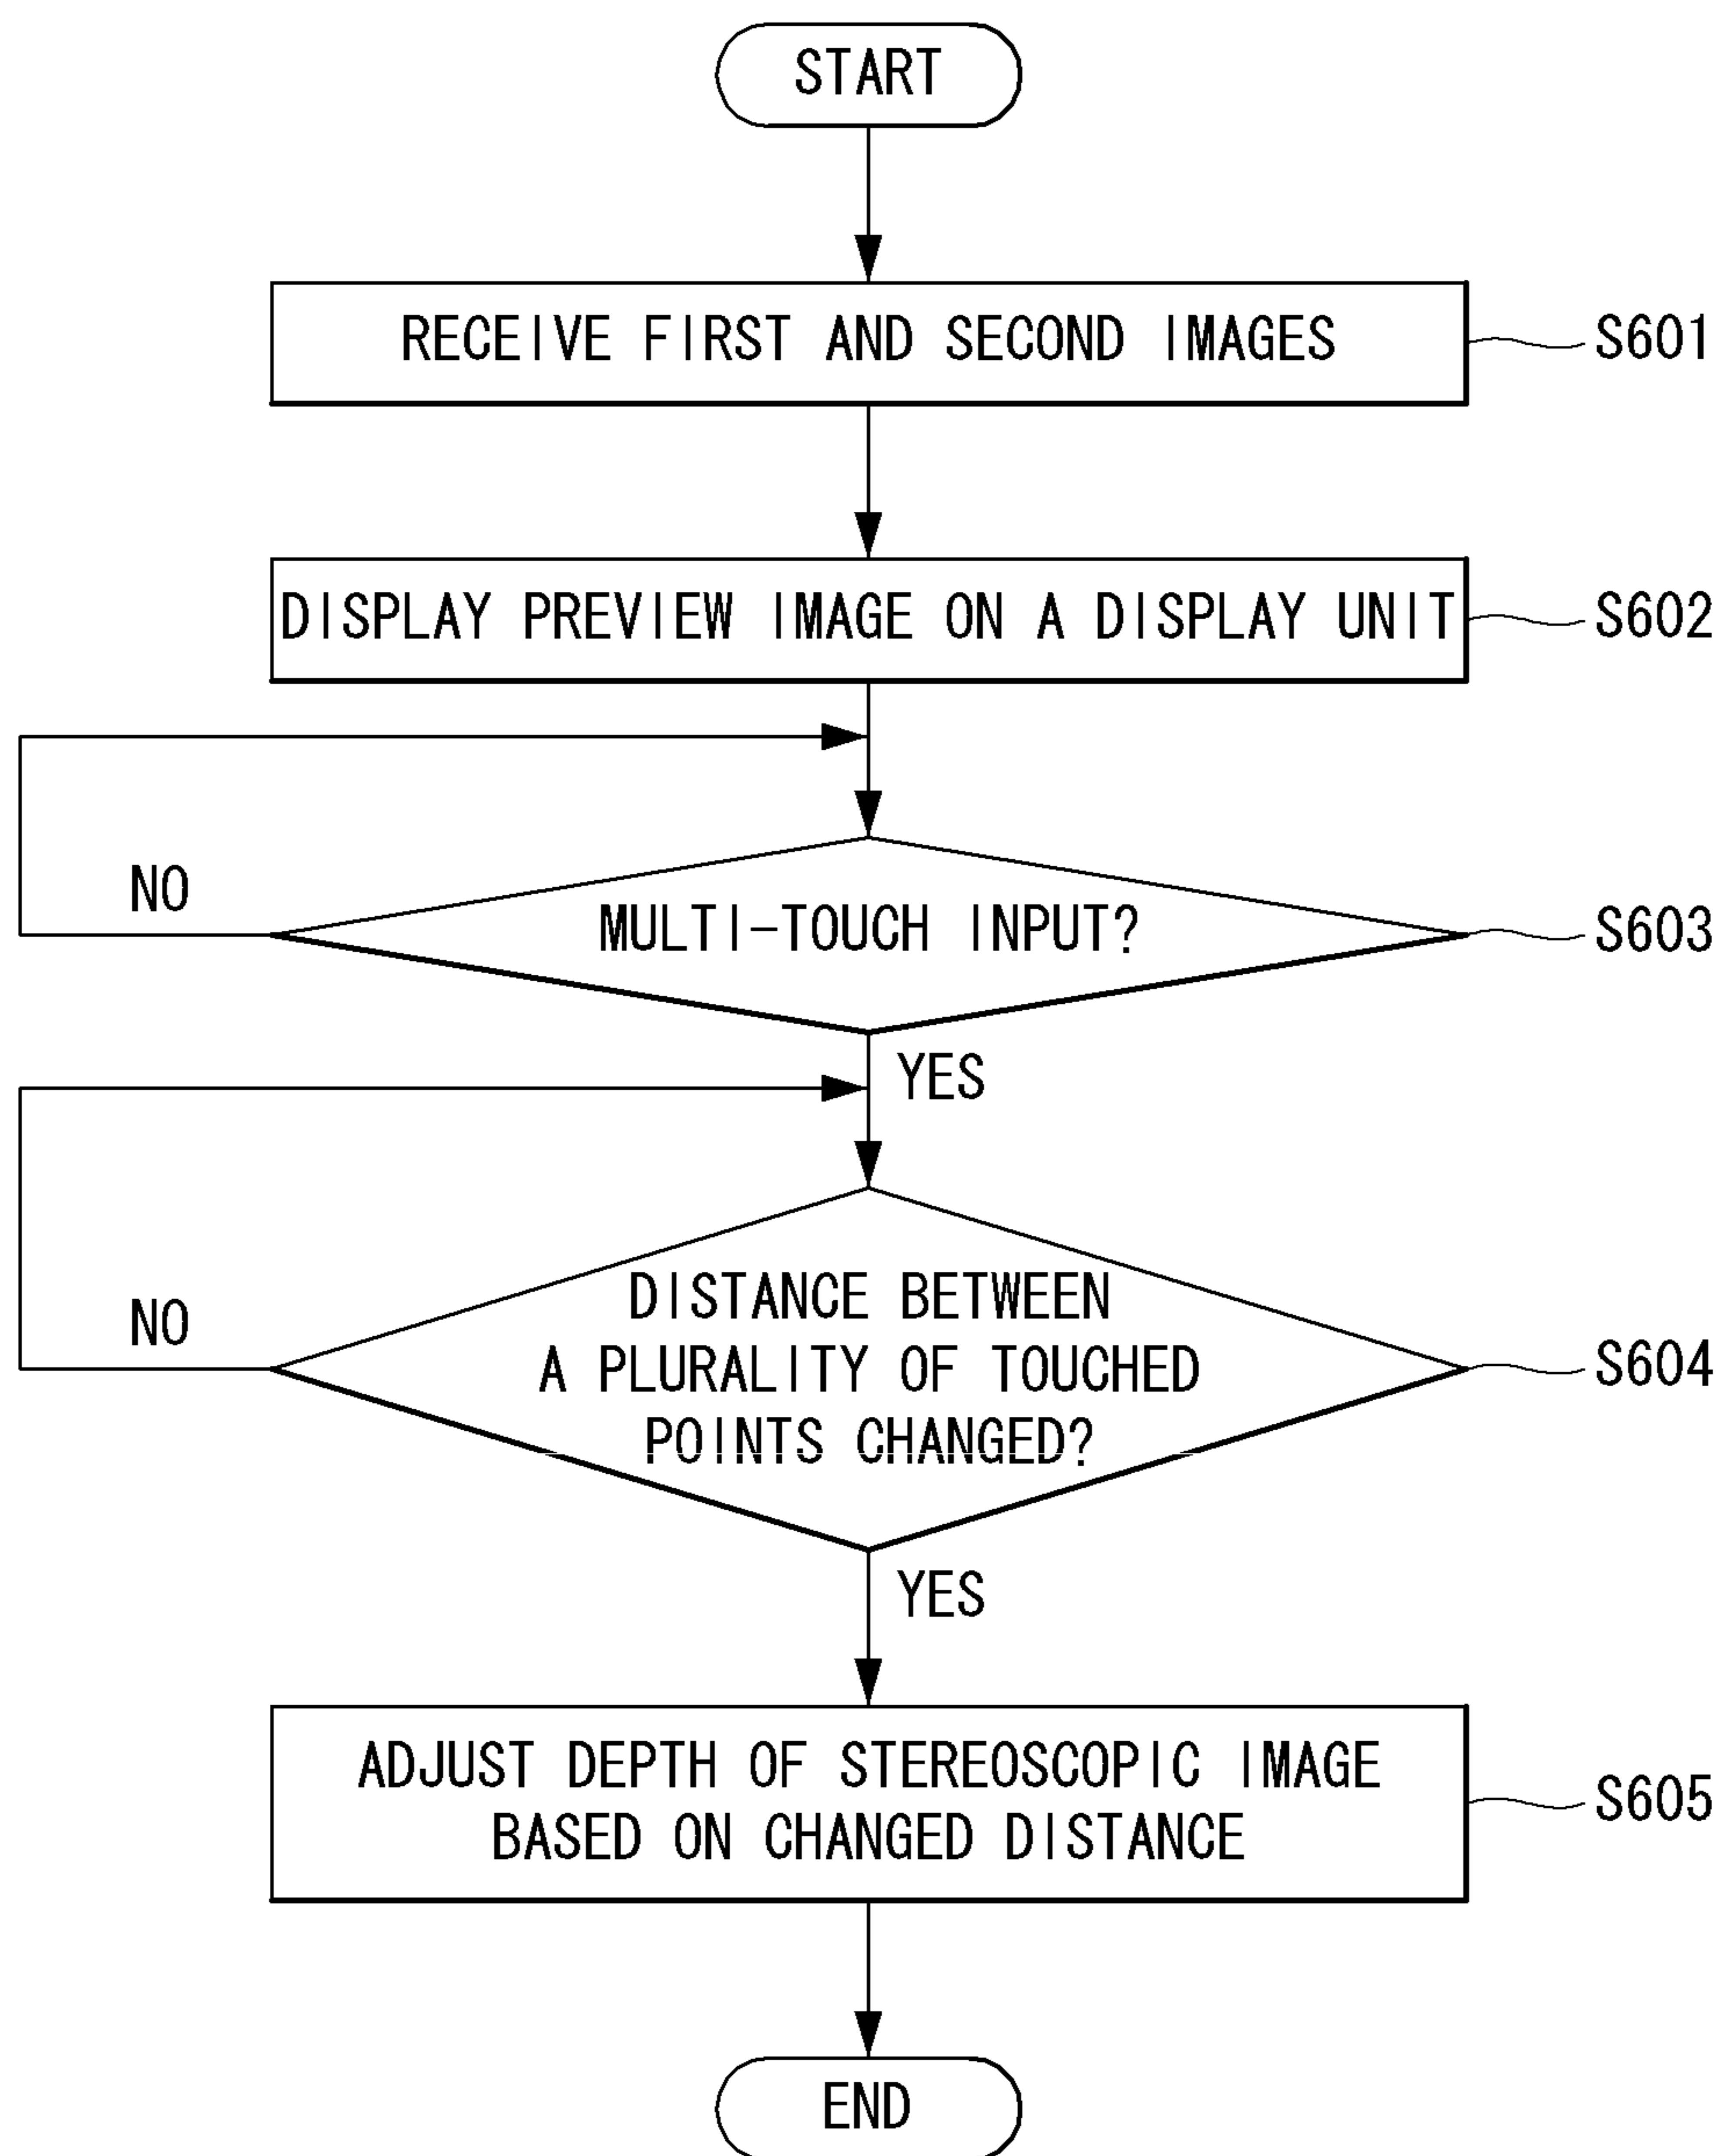 START
RECEIVE FIRST AND SECOND IMAGES
S601
DISPLAY PREVIEW IMAGE ON A DISPLAY UNIT
S602
NO
MULTI-TOUCH INPUT?
S603
YES
NO
DISTANCE BETWEEN
A PLURALITY OF TOUCHED
POINTS CHANGED?
S604
YES
ADJUST DEPTH OF STEREOSCOPIC IMAGE
BASED ON CHANGED DISTANCE
S605
END